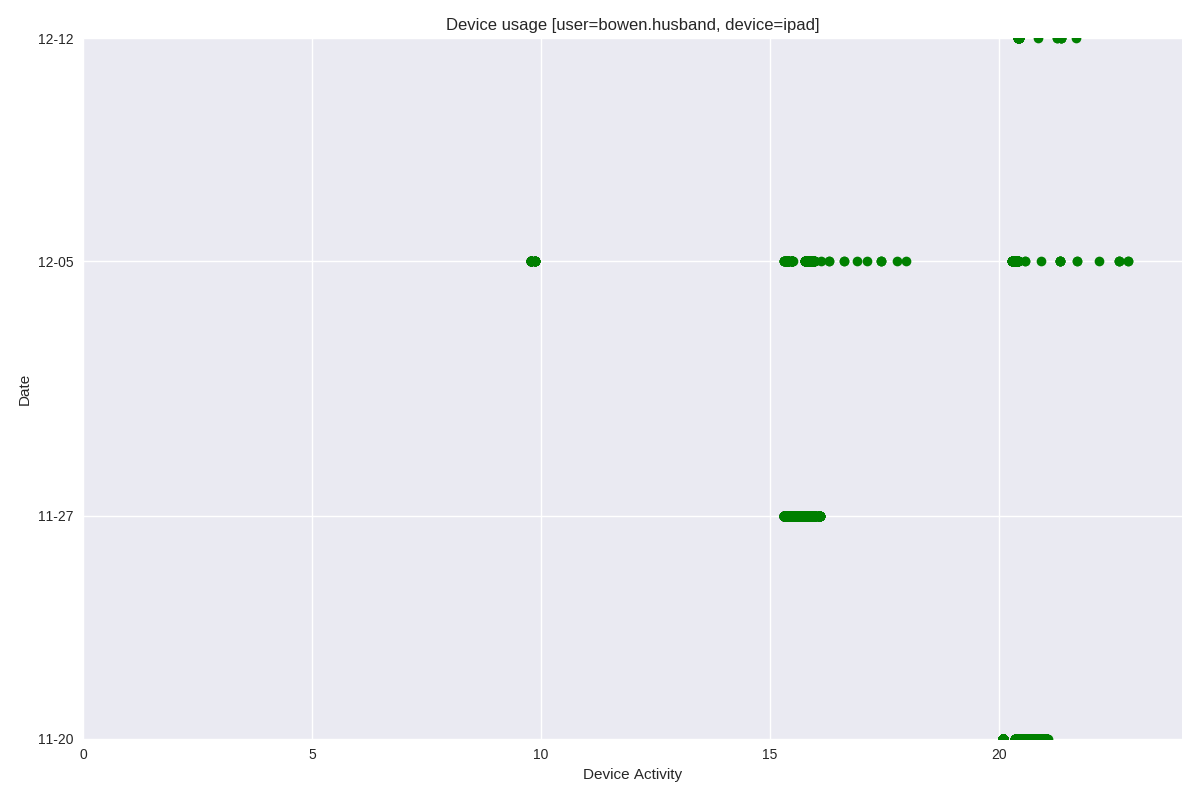 Device usage [user=bowen.husband, device=ipad]
12-12
12-05
Date
11-27
11-20
0 5 10 15 20
Device Activity